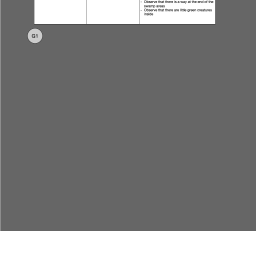 - Observe that there is a way at the end of the
swamp areas
- Observe that there are little green creatures
inside
G1